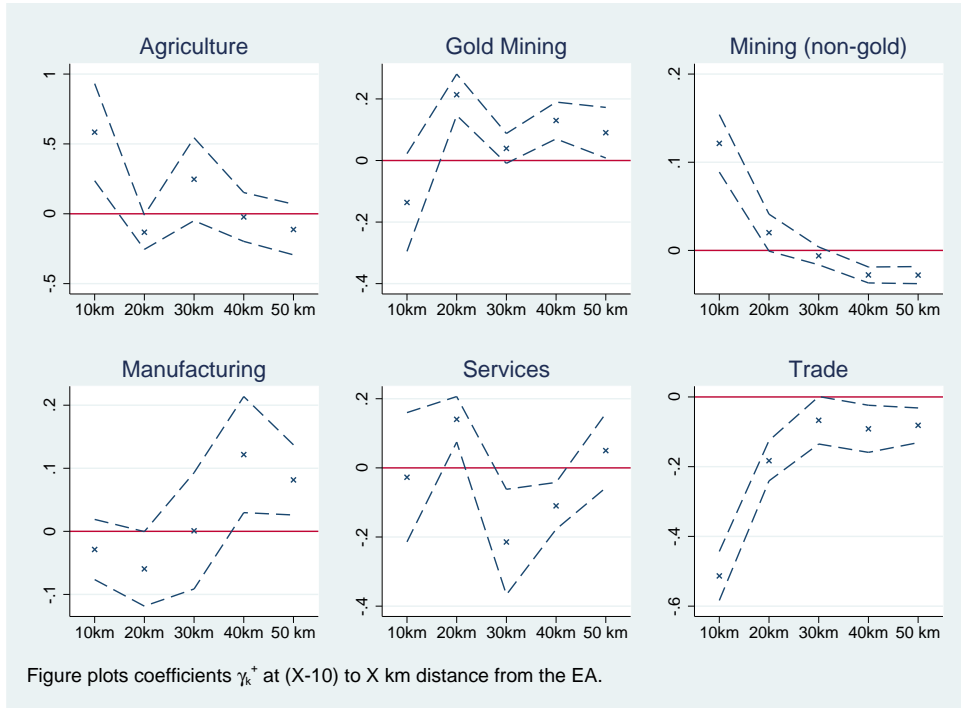 Agriculture
1
.5
0
-.5
10km 20km 30km 40km 50 km
Gold Mining
.2
0
-.2
-.4
10km 20km 30km 40km 50 km
Mining (non-gold)
.2
.1
0
10km 20km 30km 40km 50 km
Manufacturing
.2
.1
0
-.1
10km 20km 30km 40km 50 km
Services
.2
0
-.2
-.4
10km 20km 30km 40km 50 km
Trade
0
-.2
-.4
-.6
10km 20km 30km 40km 50 km
Figure plots coefficients γₖ⁺ at (X-10) to X km distance from the EA.